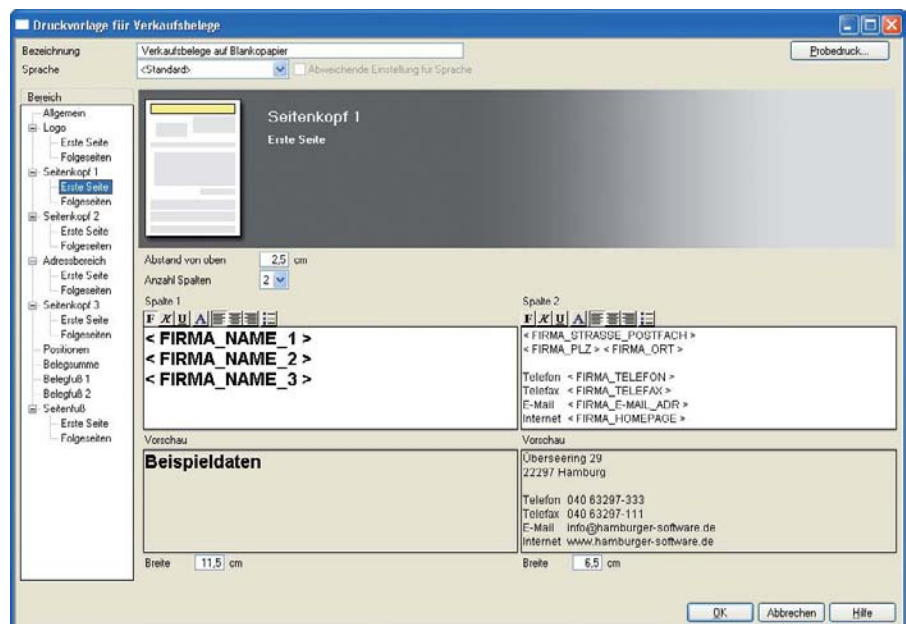 Druckvorlage für Verkaufsbelege
Bezeichnung
Verkaufsbelege auf Blankopapier
Probedruck...
Sprache
<Standard>
Abweichende Einstellung für Sprache
Bereich
Allgemein
Logo
Erste Seite
Folgeseiten
Seitenkopf 1
Erste Seite
Folgeseiten
Seitenkopf 2
Erste Seite
Folgeseiten
Adressbereich
Erste Seite
Folgeseiten
Seitenkopf 3
Erste Seite
Folgeseiten
Positionen
Belegsumme
Belegfuß 1
Belegfuß 2
Seitenfuß
Erste Seite
Folgeseiten
Seitenkopf 1
Erste Seite
Abstand von oben 2,5 cm
Anzahl Spalten 2
Spalte 1
F K U A
< FIRMA_NAME_1 >
< FIRMA_NAME_2 >
< FIRMA_NAME_3 >
Vorschau
Beispieldaten
Breite 11,5 cm
Spalte 2
F K U A
< FIRMA_STRASSE_POSTFACH >
< FIRMA_PLZ > < FIRMA_ORT >
Telefon < FIRMA_TELEFON >
Telefax < FIRMA_TELEFAX >
E-Mail < FIRMA_E-MAIL_ADR >
Internet < FIRMA_HOMEPAGE >
Vorschau
Überseering 29
22297 Hamburg
Telefon 040 63297-333
Telefax 040 63297-111
E-Mail info@hamburger-software.de
Internet www.hamburger-software.de
Breite 6,5 cm
OK
Abbrechen
Hilfe